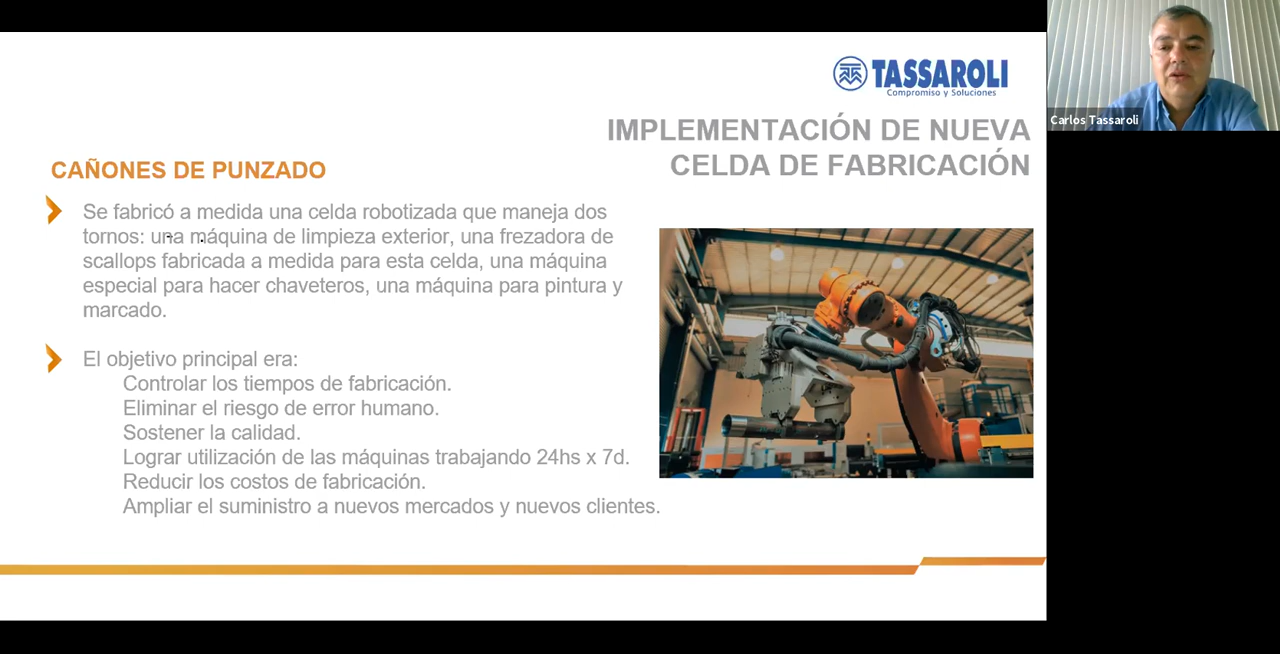 TASSAROLI
Compromiso y Soluciones
Carlos Tassaroli
IMPLEMENTACIÓN DE NUEVA
CELDA DE FABRICACIÓN
CAÑONES DE PUNZADO
Se fabricó a medida una celda robotizada que maneja dos
tornos: una máquina de limpieza exterior, una frezadora de
scallops fabricada a medida para esta celda, una máquina
especial para hacer chaveteros, una máquina para pintura y
marcado.
El objetivo principal era:
Controlar los tiempos de fabricación.
Eliminar el riesgo de error humano.
Sostener la calidad.
Lograr utilización de las máquinas trabajando 24hs x 7d.
Reducir los costos de fabricación.
Ampliar el suministro a nuevos mercados y nuevos clientes.